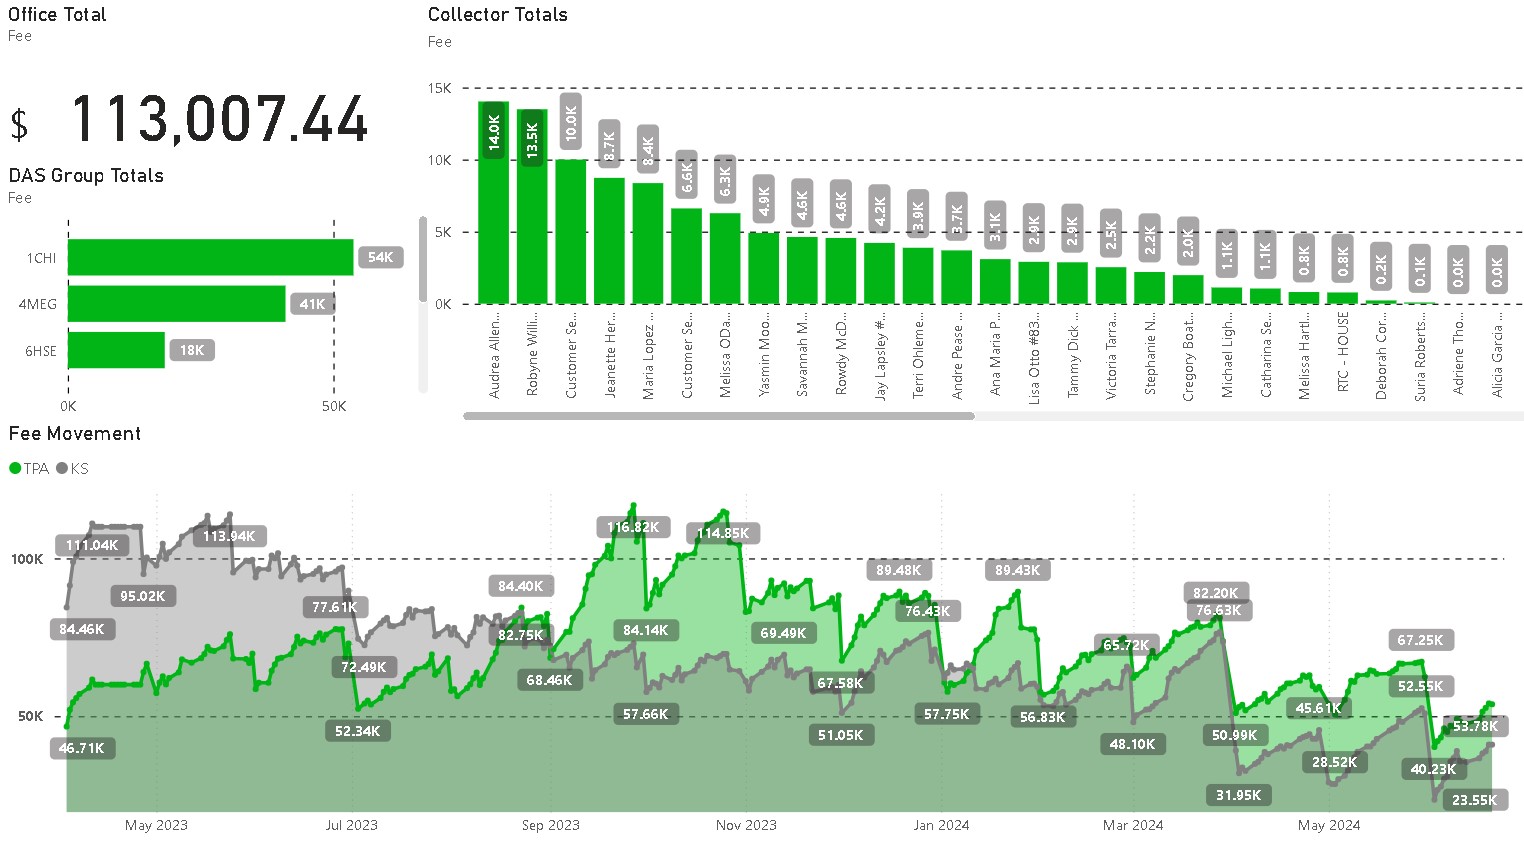 Office Total
Fee
$ 113,007.44
DAS Group Totals
Fee
1CHI
54K
4MEG
41K
6HSE
18K
0K
50K
Collector Totals
Fee
15K
10K
5K
0K
14.0K
13.5K
10.0K
8.7K
8.4K
6.6K
6.3K
4.9K
4.6K
4.6K
4.2K
3.9K
3.7K
3.1K
2.9K
2.9K
2.5K
2.2K
2.0K
1.1K
1.1K
0.8K
0.8K
0.2K
0.1K
0.0K
0.0K
Audrea Allen...
Robyne Willi...
Customer Se...
Jeanette Her...
Maria Lopez ...
Customer Se...
Melissa ODa...
Yasmin Moo...
Savannah M...
Rowdy McD...
Jay Lapsley #...
Terri Ohleme...
Andre Pease ...
Ana Maria P...
Lisa Otto #83...
Tammy Dick ...
Victoria Tarra...
Stephanie N...
Gregory Boat...
Michael Ligh...
Catharina Se...
Melissa Hartl...
RTC - HOUSE
Deborah Cor...
Suria Roberts...
Adriene Tho...
Alicia Garcia ...
Fee Movement
TPA KS
100K
50K
111.04K
95.02K
84.46K
46.71K
113.94K
77.61K
72.49K
52.34K
84.40K
82.75K
68.46K
116.82K
84.14K
57.66K
114.85K
69.49K
67.58K
51.05K
89.48K
76.43K
57.75K
89.43K
56.83K
65.72K
48.10K
82.20K
76.63K
50.99K
31.95K
45.61K
28.52K
67.25K
52.55K
40.23K
53.78K
23.55K
May 2023
Jul 2023
Sep 2023
Nov 2023
Jan 2024
Mar 2024
May 2024